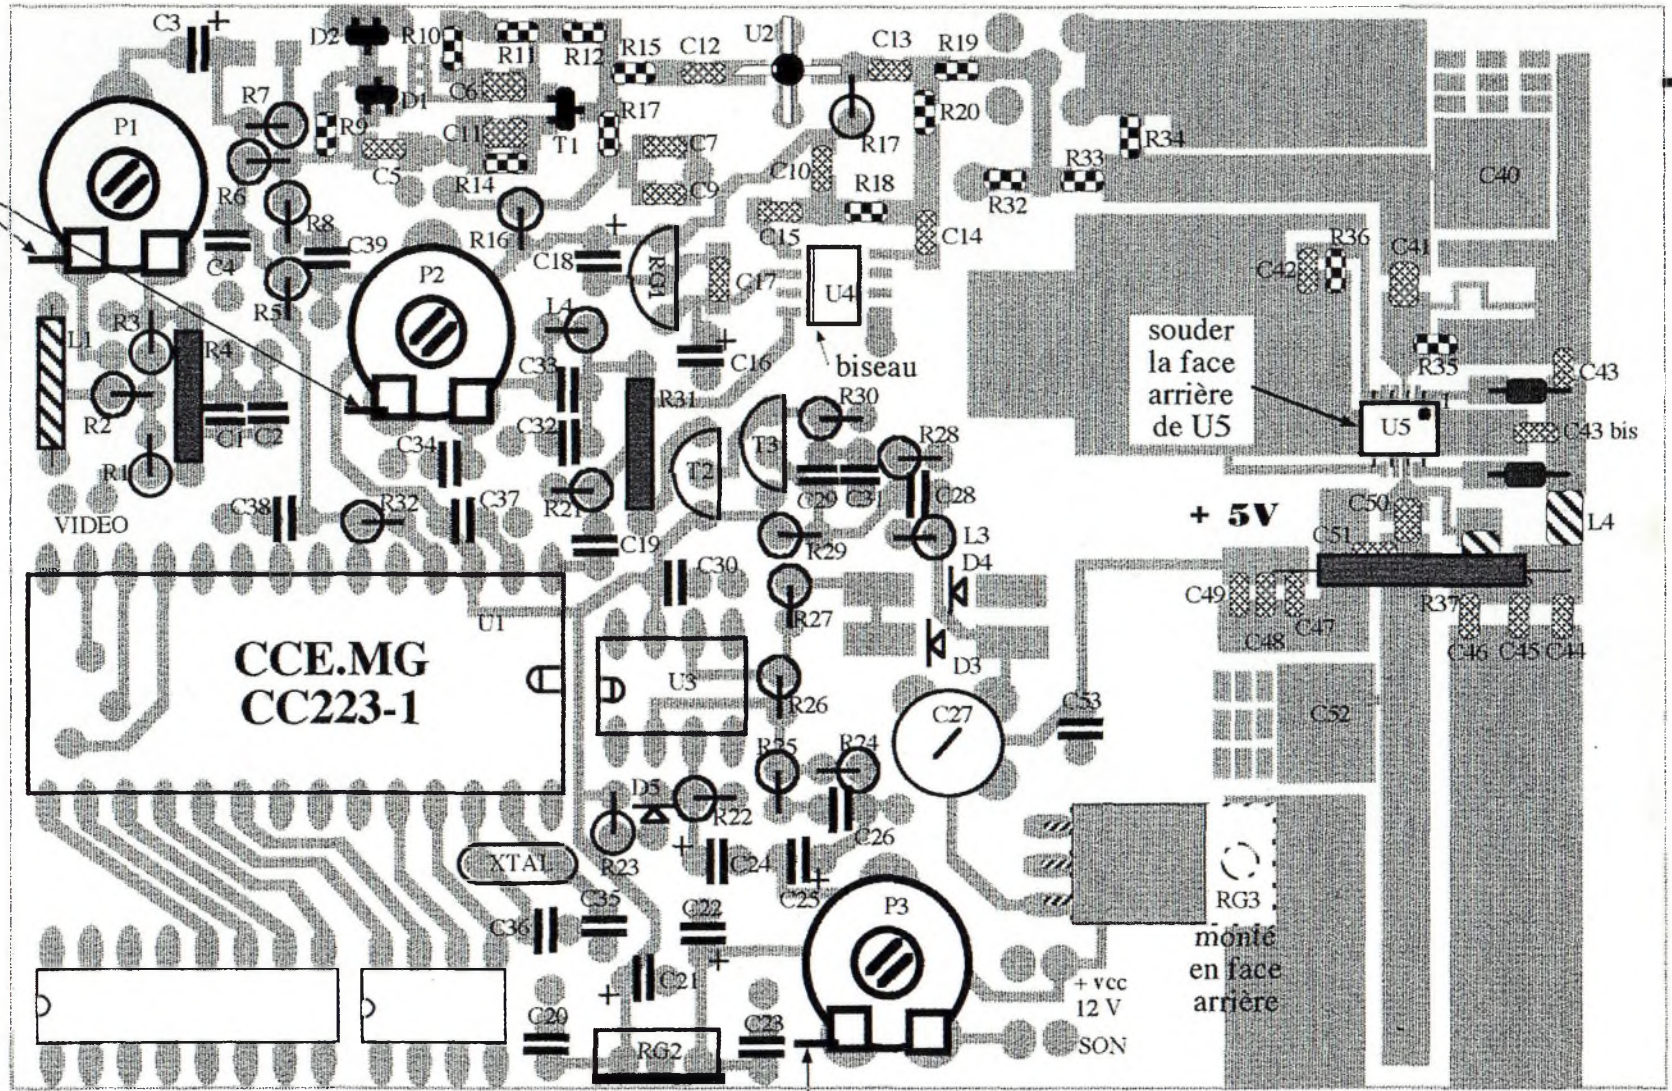 C3 +
D2
R10
R11
R12
R15
C12
U2
C13
R19
P1
R7
R9
D1
C6
C11
T1
R17
C7
R17
R20
R34
R6
C5
R14
C9
C10
R18
R33
R32
C40
R8
C4
C39
R16
+
C18
RG1
C17
C15
C14
U4
R36
C42
C41
P2
R5
L4
R3
L1
R4
+
C16
biseau
souder
la face
arrière
de U5
R35
C43
R2
C1
C2
C33
R31
R30
T3
1
U5
C43 bis
R1
C34
C32
T2
R28
VIDEO
C38
R32
C37
R21
C29
C31
C28
+ 5V
C50
C19
R29
L3
C51
L4
C30
D4
C49
R37
U1
R27
C48
C47
C46
C45
C44
CCE.MG
CC223-1
U3
D3
R26
C27
C53
C52
R25
R24
D5
R22
C26
XTAL
R23
+
C24
C25
+
RG3
monté
en face
arrière
C36
C35
C22
P3
+
C21
+
+ vcc
12 V
C20
RG2
C23
SON